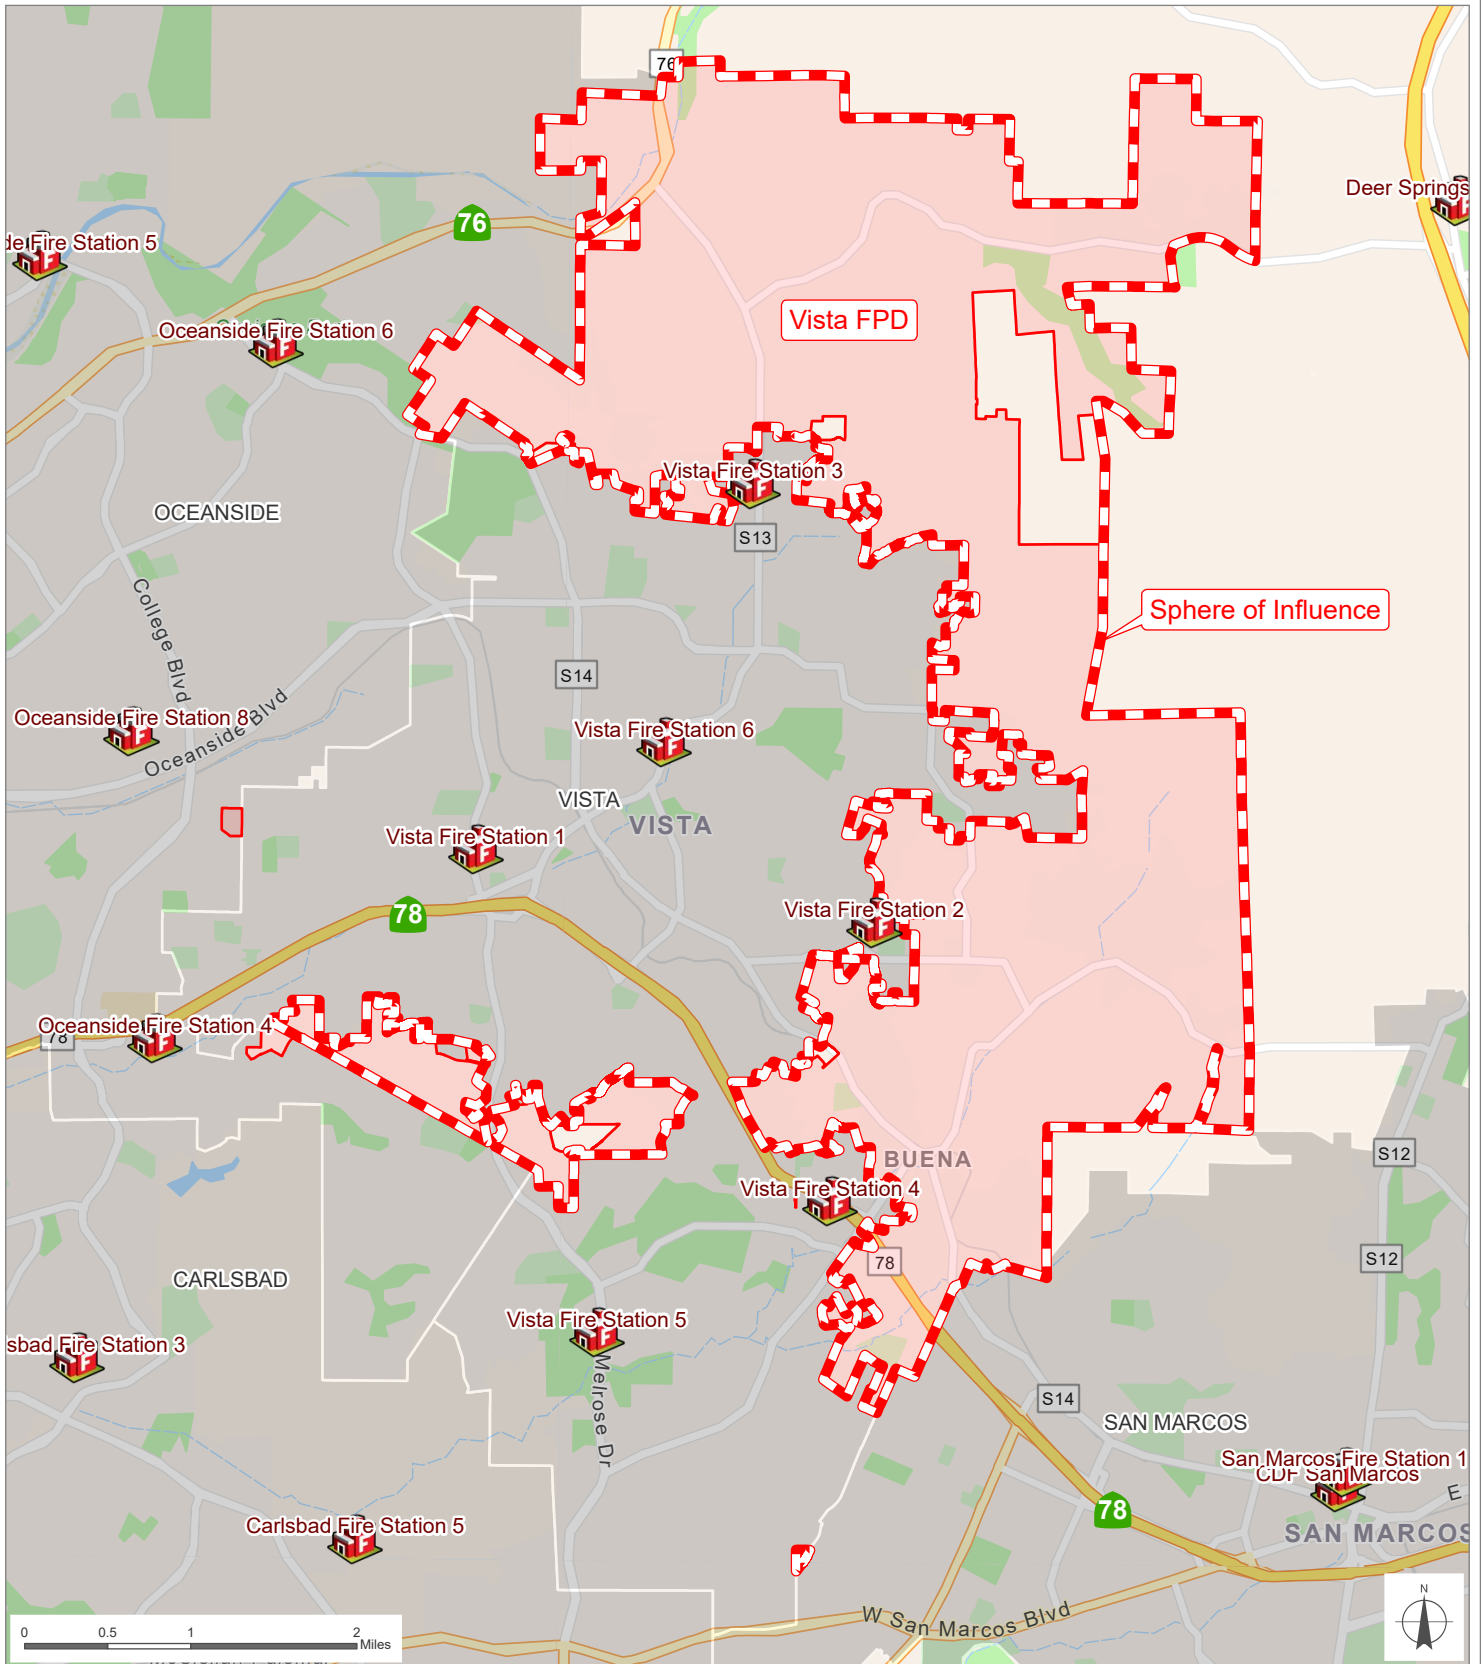 76
Deer Springs
76
de Fire Station 5
Vista FPD
Oceanside Fire Station 6
Vista Fire Station 3
OCEANSIDE
S13
Sphere of Influence
College Blvd
S14
Oceanside Fire Station 8
Oceanside Blvd
Vista Fire Station 6
VISTA
VISTA
Vista Fire Station 1
78
Vista Fire Station 2
Oceanside Fire Station 4
78
S12
BUENA
Vista Fire Station 4
78
S12
CARLSBAD
Vista Fire Station 5
sbad Fire Station 3
Melrose Dr
S14
SAN MARCOS
San Marcos Fire Station 1
CDF San Marcos
E
78
Carlsbad Fire Station 5
SAN MARCOS
W San Marcos Blvd
N
0 0.5 1 2
Miles